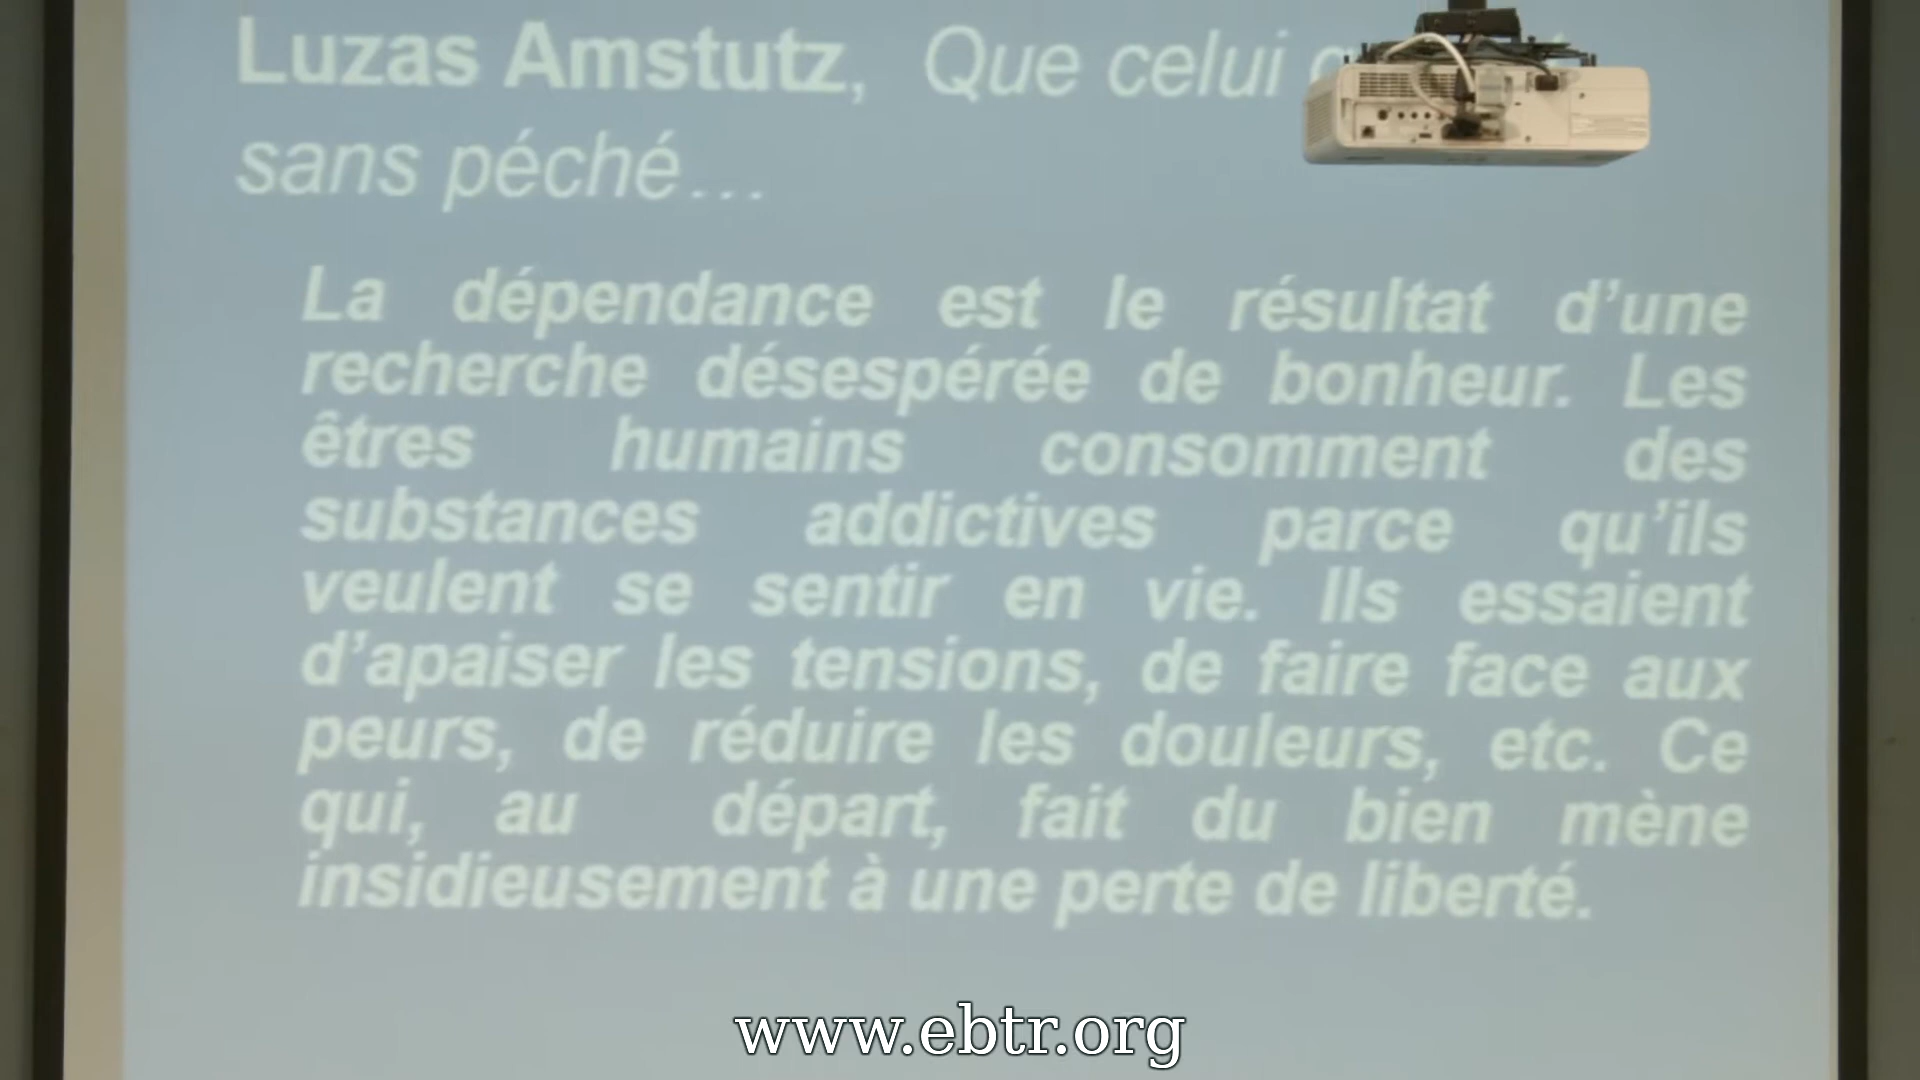 Luzas Amstutz, Que celui
sans péché...
La dépendance est le résultat d'une
recherche désespérée de bonheur. Les
êtres humains consomment des
substances addictives parce qu'ils
veulent se sentir en vie. Ils essaient
d'apaiser les tensions, de faire face aux
peurs, de réduire les douleurs, etc. Ce
qui, au départ, fait du bien mène
insidieusement à une perte de liberté.
www.ebtr.org